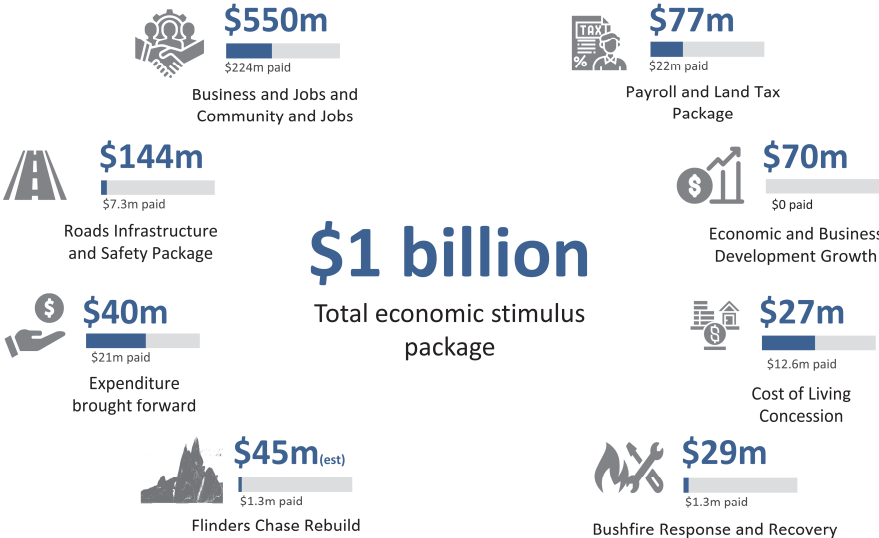 $550m
$224m paid
Business and Jobs and
Community and Jobs
TAX
%
$77m
$22m paid
Payroll and Land Tax
Package
$144m
$7.3m paid
Roads Infrastructure
and Safety Package
$
$70m
$0 paid
Economic and Business
Development Growth
$1 billion
Total economic stimulus
package
$
$40m
$21m paid
Expenditure
brought forward
$27m
$12.6m paid
Cost of Living
Concession
$45m(est)
$1.3m paid
Flinders Chase Rebuild
$29m
$1.3m paid
Bushfire Response and Recovery